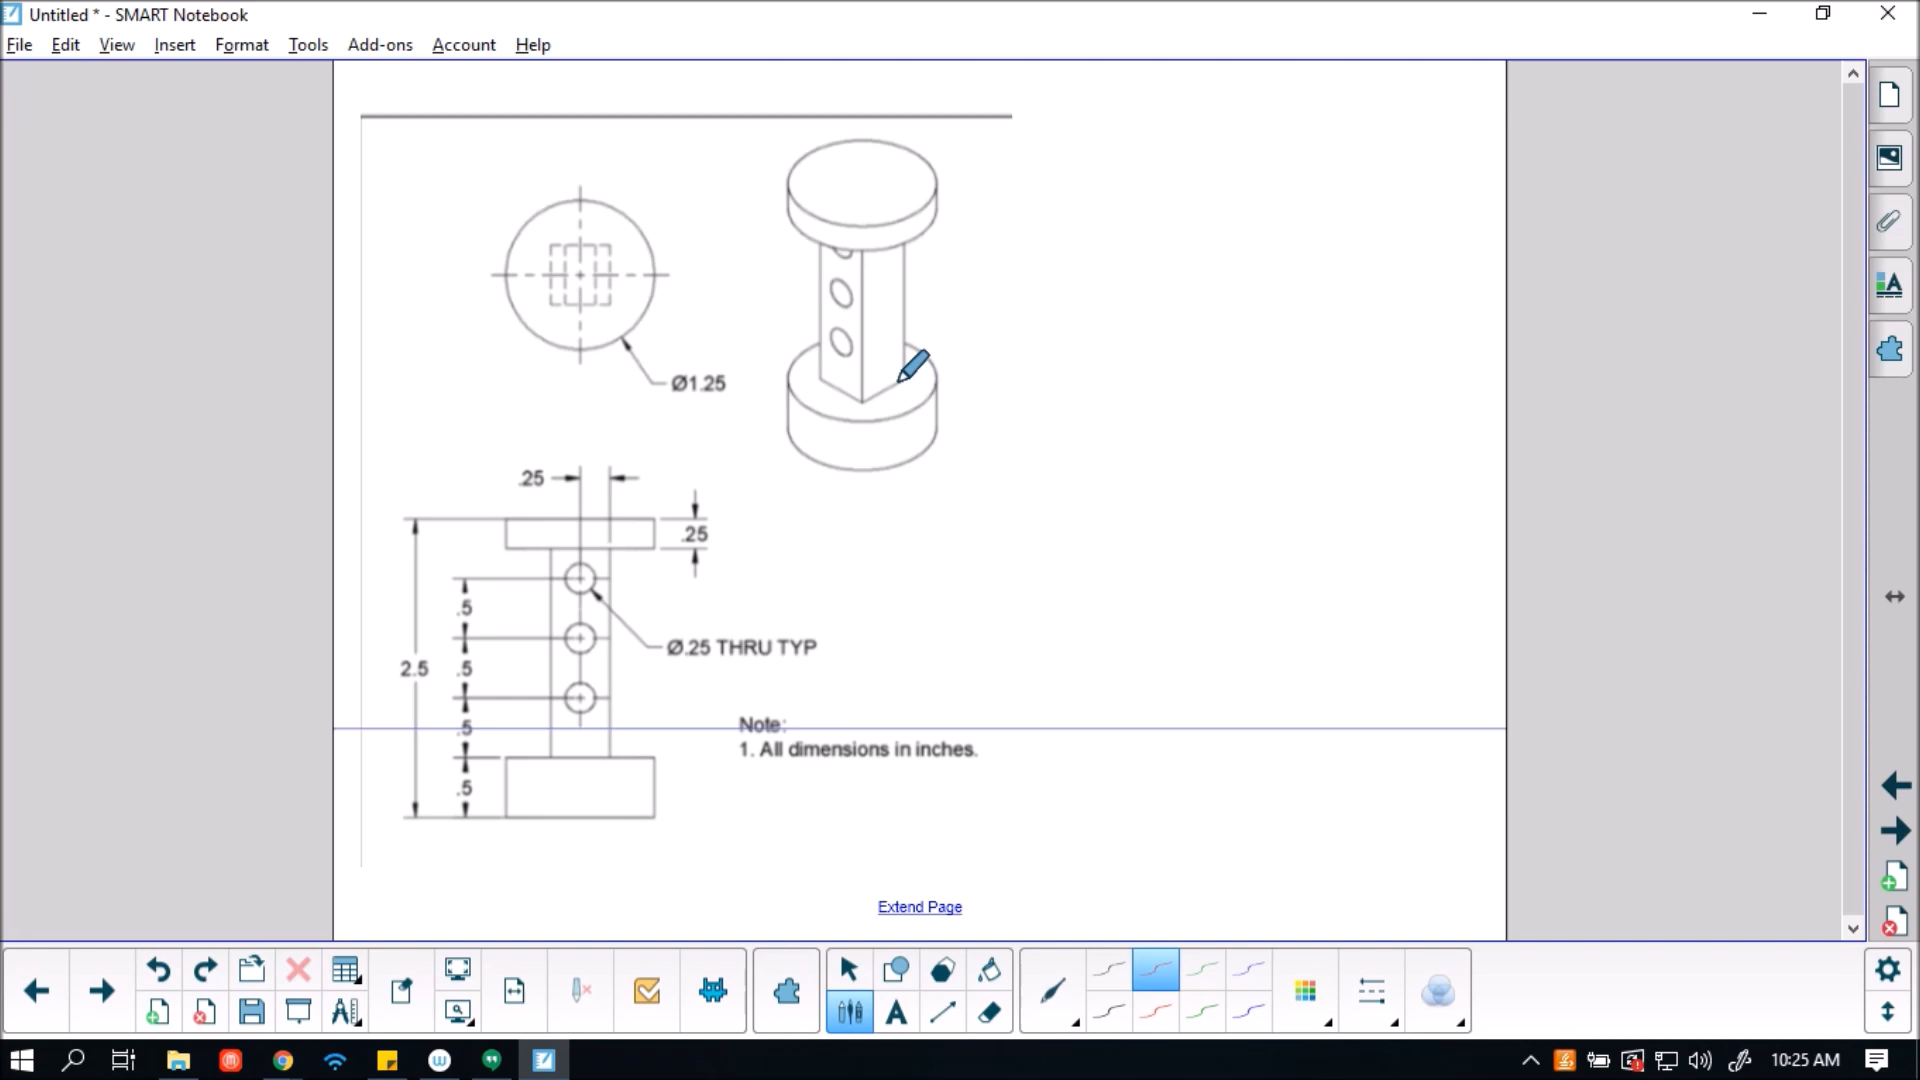 Untitled * - SMART Notebook
File Edit View Insert Format Tools Add-ons Account Help
Ø1.25
.25
.25
.5
Ø.25 THRU TYP
2.5
.5
.5
Note:
1. All dimensions in inches.
.5
Extend Page
A
A
10:25 AM